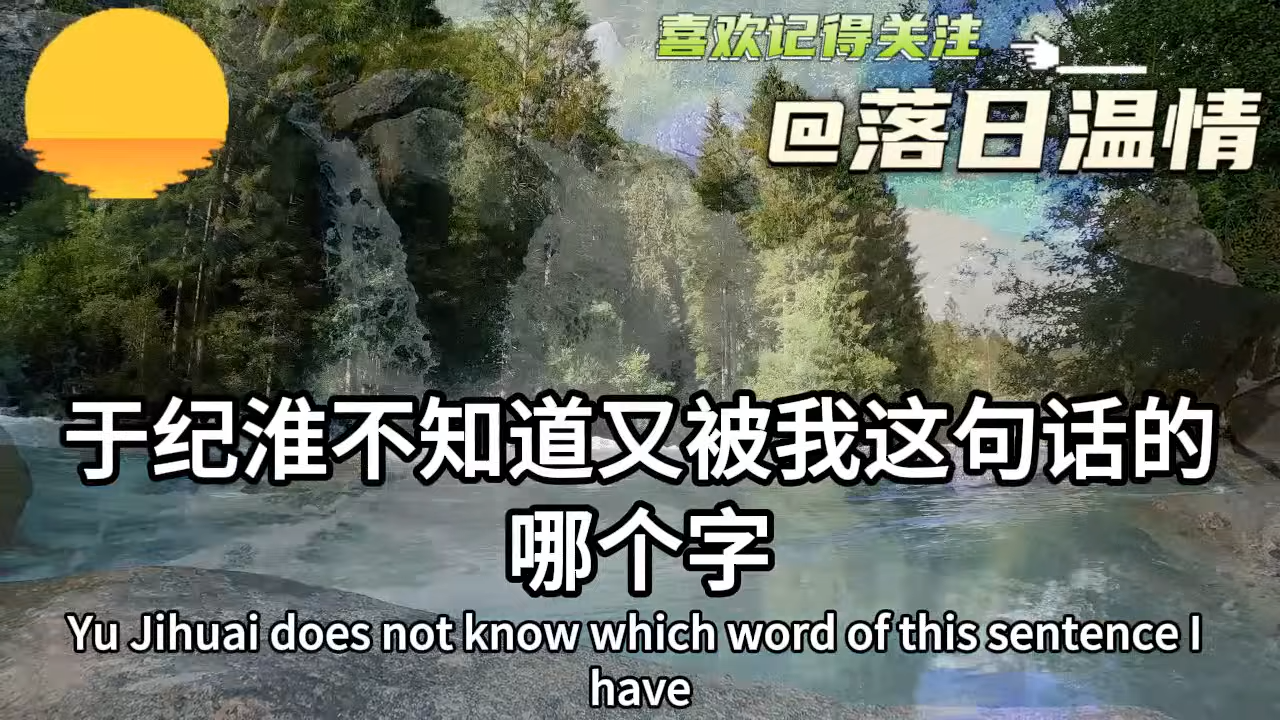 喜欢记得关注
@落日温情
于纪淮不知道又被我这句话的
哪个字
Yu Jihuai does not know which word of this sentence I
have